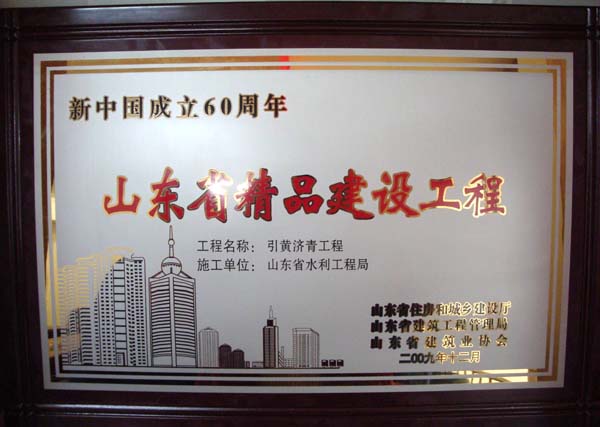 新中国成立60周年
山东省精品建设工程
工程名称：引黄济青工程
施工单位：山东省水利工程局
山东省住房和城乡建设厅
山东省建筑工程管理局
山东省建筑业协会
二00九年十二月